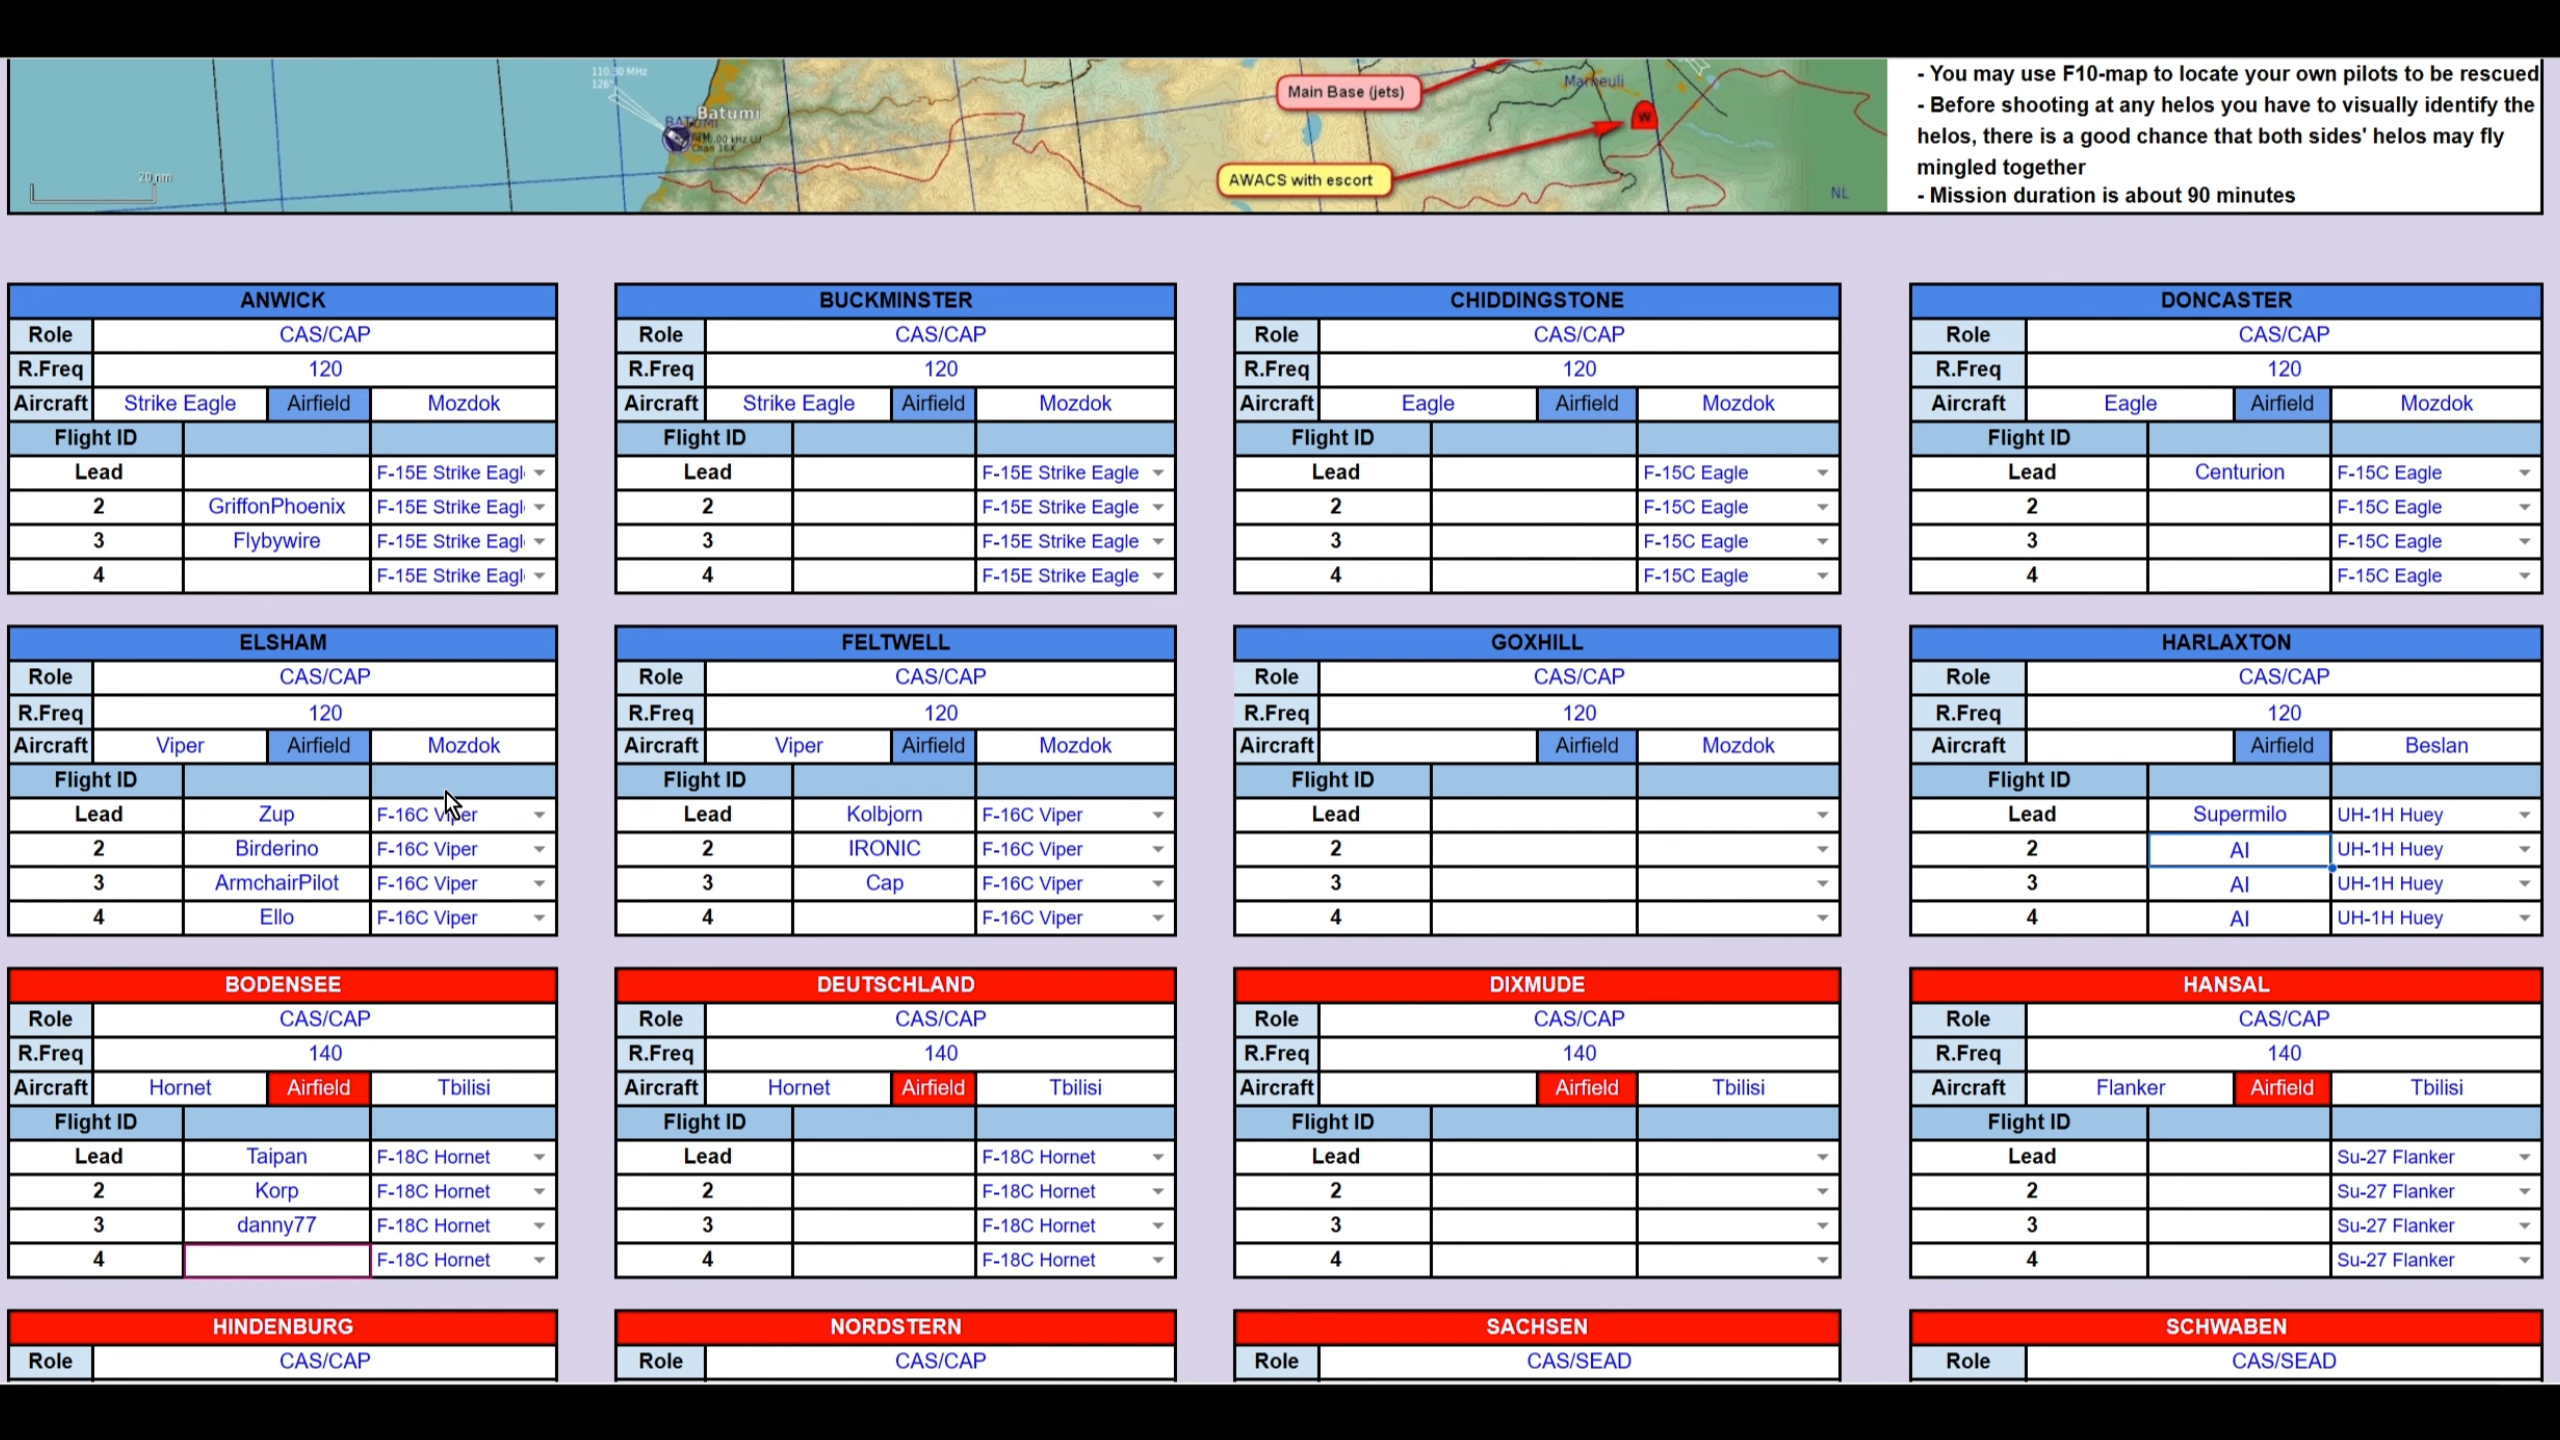 110.30 MHz
126°
Batumi
BATUMI
Chan 16X
20 nm
Main Base (jets)
Marneuli
W
AWACS with escort
NL
- You may use F10-map to locate your own pilots to be rescued
- Before shooting at any helos you have to visually identify the
helos, there is a good chance that both sides' helos may fly
mingled together
- Mission duration is about 90 minutes
ANWICK
Role CAS/CAP
R.Freq 120
Aircraft Strike Eagle Airfield Mozdok
Flight ID
Lead F-15E Strike Eagl
2 GriffonPhoenix F-15E Strike Eagl
3 Flybywire F-15E Strike Eagl
4 F-15E Strike Eagl
BUCKMINSTER
Role CAS/CAP
R.Freq 120
Aircraft Strike Eagle Airfield Mozdok
Flight ID
Lead F-15E Strike Eagle
2 F-15E Strike Eagle
3 F-15E Strike Eagle
4 F-15E Strike Eagle
CHIDDINGSTONE
Role CAS/CAP
R.Freq 120
Aircraft Eagle Airfield Mozdok
Flight ID
Lead F-15C Eagle
2 F-15C Eagle
3 F-15C Eagle
4 F-15C Eagle
DONCASTER
Role CAS/CAP
R.Freq 120
Aircraft Eagle Airfield Mozdok
Flight ID
Lead Centurion F-15C Eagle
2 F-15C Eagle
3 F-15C Eagle
4 F-15C Eagle
ELSHAM
Role CAS/CAP
R.Freq 120
Aircraft Viper Airfield Mozdok
Flight ID
Lead Zup F-16C Viper
2 Birderino F-16C Viper
3 ArmchairPilot F-16C Viper
4 Ello F-16C Viper
FELTWELL
Role CAS/CAP
R.Freq 120
Aircraft Viper Airfield Mozdok
Flight ID
Lead Kolbjorn F-16C Viper
2 IRONIC F-16C Viper
3 Cap F-16C Viper
4 F-16C Viper
GOXHILL
Role CAS/CAP
R.Freq 120
Aircraft Airfield Mozdok
Flight ID
Lead
2
3
4
HARLAXTON
Role CAS/CAP
R.Freq 120
Aircraft Airfield Beslan
Flight ID
Lead Supermilo UH-1H Huey
2 AI UH-1H Huey
3 AI UH-1H Huey
4 AI UH-1H Huey
BODENSEE
Role CAS/CAP
R.Freq 140
Aircraft Hornet Airfield Tbilisi
Flight ID
Lead Taipan F-18C Hornet
2 Korp F-18C Hornet
3 danny77 F-18C Hornet
4 F-18C Hornet
DEUTSCHLAND
Role CAS/CAP
R.Freq 140
Aircraft Hornet Airfield Tbilisi
Flight ID
Lead F-18C Hornet
2 F-18C Hornet
3 F-18C Hornet
4 F-18C Hornet
DIXMUDE
Role CAS/CAP
R.Freq 140
Aircraft Airfield Tbilisi
Flight ID
Lead
2
3
4
HANSAL
Role CAS/CAP
R.Freq 140
Aircraft Flanker Airfield Tbilisi
Flight ID
Lead Su-27 Flanker
2 Su-27 Flanker
3 Su-27 Flanker
4 Su-27 Flanker
HINDENBURG
Role CAS/CAP
NORDSTERN
Role CAS/CAP
SACHSEN
Role CAS/SEAD
SCHWABEN
Role CAS/SEAD